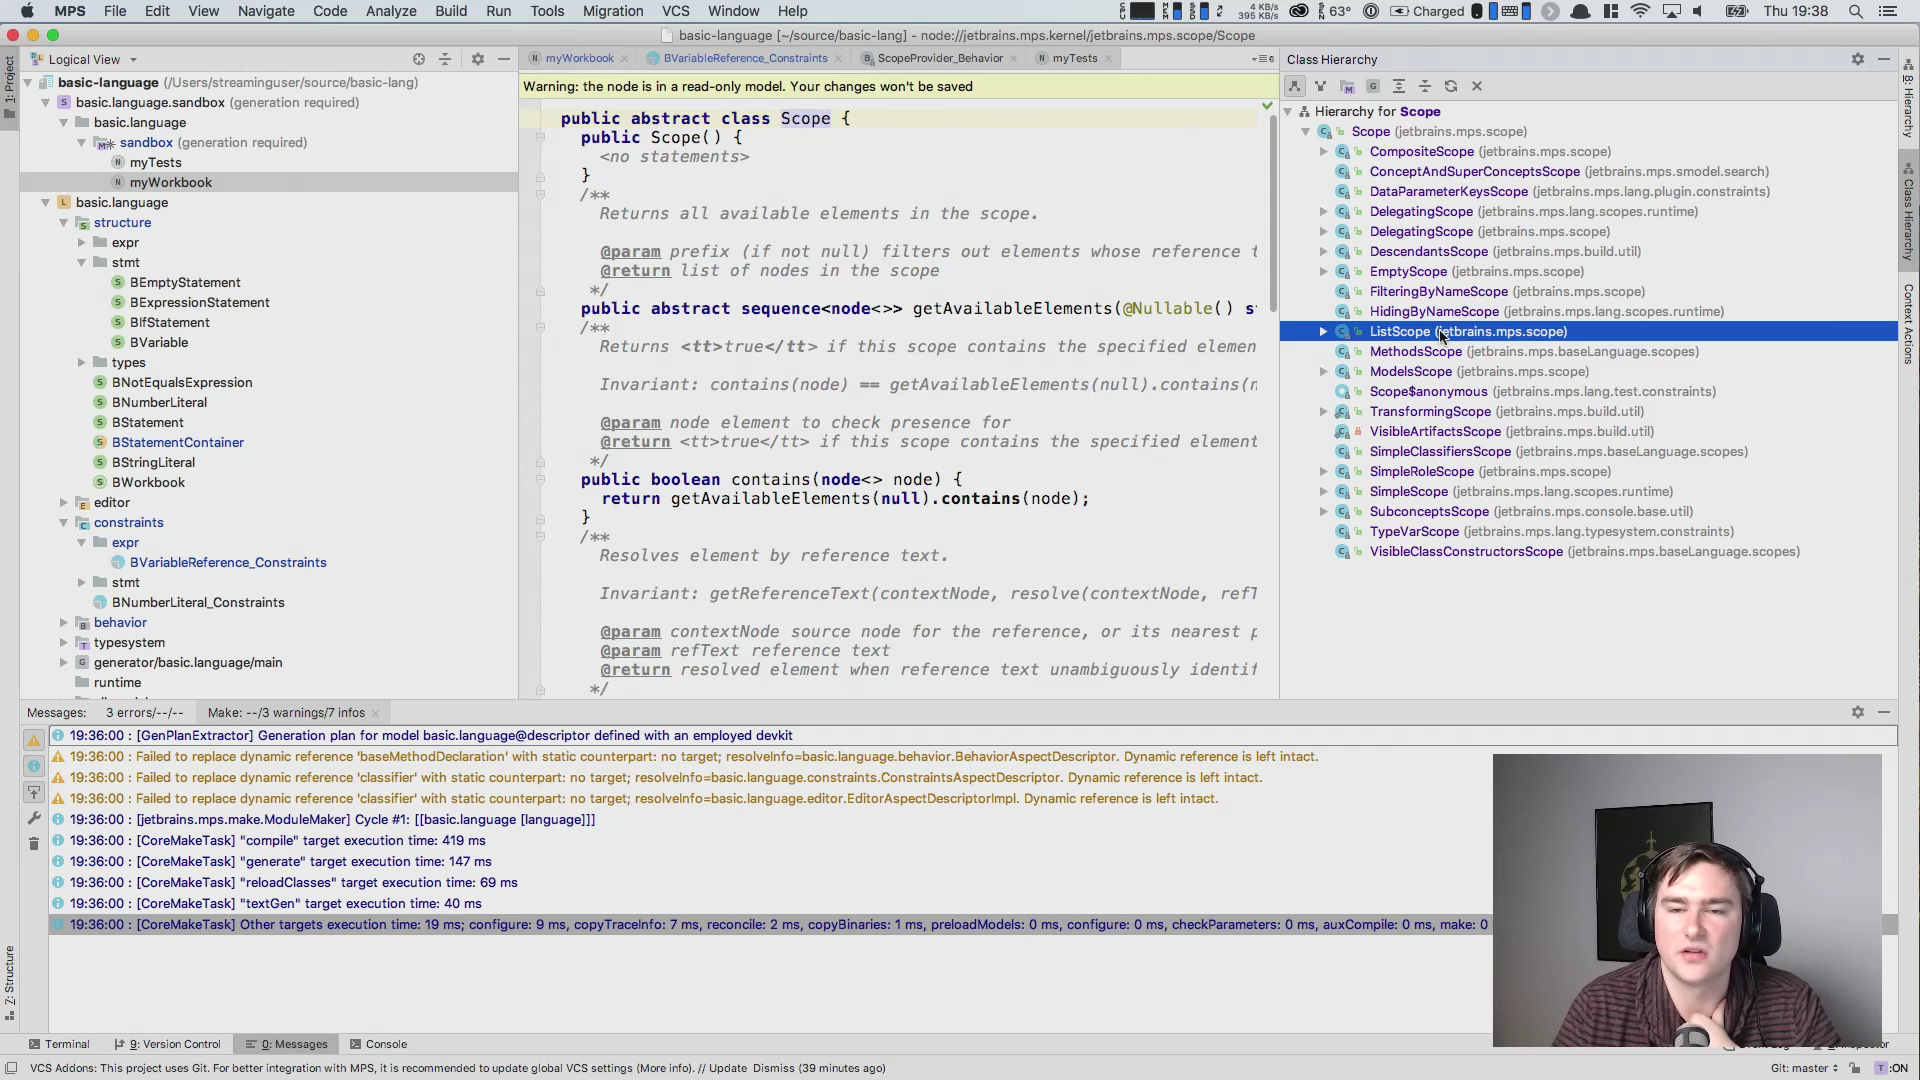 MPS File Edit View Navigate Code Analyze Build Run Tools Migration VCS Window Help
4 KB/s
395 KB/s
63°
Charged
Thu 19:38
basic-language [~/source/basic-lang] - node://jetbrains.mps.kernel/jetbrains.mps.scope/Scope
1: Project
Logical View
basic-language (/Users/streaminguser/source/basic-lang)
basic.language.sandbox (generation required)
basic.language
sandbox (generation required)
myTests
myWorkbook
basic.language
structure
expr
stmt
BEmptyStatement
BExpressionStatement
BIfStatement
BVariable
types
BNotEqualsExpression
BNumberLiteral
BStatement
BStatementContainer
BStringLiteral
BWorkbook
editor
constraints
expr
BVariableReference_Constraints
stmt
BNumberLiteral_Constraints
behavior
typesystem
generator/basic.language/main
runtime
myWorkbook
BVariableReference_Constraints
ScopeProvider_Behavior
myTests
Warning: the node is in a read-only model. Your changes won't be saved
public abstract class Scope {
public Scope() {
<no statements>
}
/**
Returns all available elements in the scope.
@param prefix (if not null) filters out elements whose reference t
@return list of nodes in the scope
*/
public abstract sequence<node<>> getAvailableElements(@Nullable() st
/**
Returns <tt>true</tt> if this scope contains the specified elemen
Invariant: contains(node) == getAvailableElements(null).contains(n
@param node element to check presence for
@return <tt>true</tt> if this scope contains the specified element
*/
public boolean contains(node<> node) {
return getAvailableElements(null).contains(node);
}
/**
Resolves element by reference text.
Invariant: getReferenceText(contextNode, resolve(contextNode, refT
@param contextNode source node for the reference, or its nearest p
@param refText reference text
@return resolved element when reference text unambiguously identif
*/
Class Hierarchy
Hierarchy for Scope
Scope (jetbrains.mps.scope)
CompositeScope (jetbrains.mps.scope)
ConceptAndSuperConceptsScope (jetbrains.mps.smodel.search)
DataParameterKeysScope (jetbrains.mps.lang.plugin.constraints)
DelegatingScope (jetbrains.mps.lang.scopes.runtime)
DelegatingScope (jetbrains.mps.scope)
DescendantsScope (jetbrains.mps.build.util)
EmptyScope (jetbrains.mps.scope)
FilteringByNameScope (jetbrains.mps.scope)
HidingByNameScope (jetbrains.mps.lang.scopes.runtime)
ListScope (jetbrains.mps.scope)
MethodsScope (jetbrains.mps.baseLanguage.scopes)
ModelsScope (jetbrains.mps.scope)
Scope$anonymous (jetbrains.mps.lang.test.constraints)
TransformingScope (jetbrains.mps.build.util)
VisibleArtifactsScope (jetbrains.mps.build.util)
SimpleClassifiersScope (jetbrains.mps.baseLanguage.scopes)
SimpleRoleScope (jetbrains.mps.scope)
SimpleScope (jetbrains.mps.lang.scopes.runtime)
SubconceptsScope (jetbrains.mps.console.base.util)
TypeVarScope (jetbrains.mps.lang.typesystem.constraints)
VisibleClassConstructorsScope (jetbrains.mps.baseLanguage.scopes)
8: Hierarchy
Class Hierarchy
Context Actions
Messages: 3 errors/--/-- Make: --/3 warnings/7 infos
19:36:00 : [GenPlanExtractor] Generation plan for model basic.language@descriptor defined with an employed devkit
19:36:00 : Failed to replace dynamic reference 'baseMethodDeclaration' with static counterpart: no target; resolveInfo=basic.language.behavior.BehaviorAspectDescriptor. Dynamic reference is left intact.
19:36:00 : Failed to replace dynamic reference 'classifier' with static counterpart: no target; resolveInfo=basic.language.constraints.ConstraintsAspectDescriptor. Dynamic reference is left intact.
19:36:00 : Failed to replace dynamic reference 'classifier' with static counterpart: no target; resolveInfo=basic.language.editor.EditorAspectDescriptorImpl. Dynamic reference is left intact.
19:36:00 : [jetbrains.mps.make.ModuleMaker] Cycle #1: [[basic.language [language]]]
19:36:00 : [CoreMakeTask] "compile" target execution time: 419 ms
19:36:00 : [CoreMakeTask] "generate" target execution time: 147 ms
19:36:00 : [CoreMakeTask] "reloadClasses" target execution time: 69 ms
19:36:00 : [CoreMakeTask] "textGen" target execution time: 40 ms
19:36:00 : [CoreMakeTask] Other targets execution time: 19 ms; configure: 9 ms, copyTraceInfo: 7 ms, reconcile: 2 ms, copyBinaries: 1 ms, preloadModels: 0 ms, configure: 0 ms, checkParameters: 0 ms, auxCompile: 0 ms, make: 0
Z: Structure
Terminal 9: Version Control 0: Messages Console
VCS Addons: This project uses Git. For better integration with MPS, it is recommended to update global VCS settings (More info). // Update Dismiss (39 minutes ago)
Git: master
T :ON